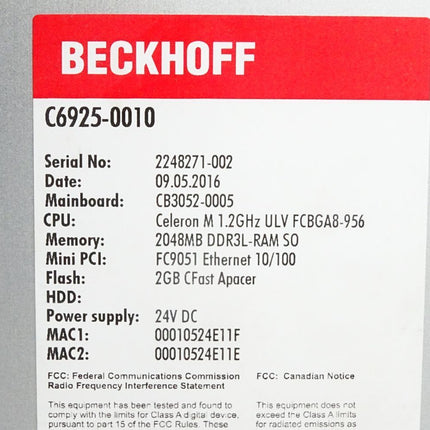 BECKHOFF
C6925-0010
Serial No: 2248271-002
Date: 09.05.2016
Mainboard: CB3052-0005
CPU: Celeron M 1.2GHz ULV FCBGA8-956
Memory: 2048MB DDR3L-RAM SO
Mini PCI: FC9051 Ethernet 10/100
Flash: 2GB CFast Apacer
HDD:
Power supply: 24V DC
MAC1: 00010524E11F
MAC2: 00010524E11E
FCC: Federal Communications Commission FCC: Canadian Notice
Radio Frequency Interference Statement
This equipment has been tested and found to This equipment does not
comply with the limits for Class A digital device, exceed the Class A limits
pursuant to part 15 of the FCC Rules. These for radiated emissions as